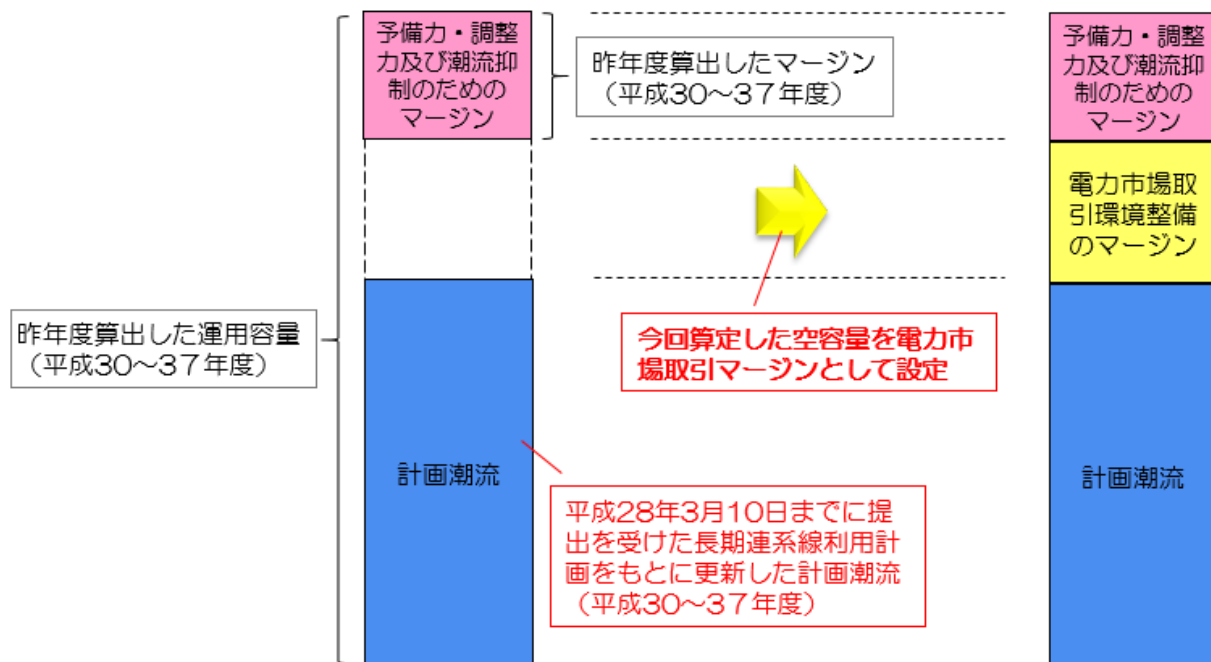 予備力・調整
力及び潮流抑
制のための
マージン
昨年度算出したマージン
（平成30～37年度）
予備力・調整
力及び潮流抑
制のための
マージン
電力市場取
引環境整備
のマージン
昨年度算出した運用容量
（平成30～37年度）
今回算定した空容量を電力市
場取引マージンとして設定
計画潮流
平成28年3月10日までに提
出を受けた長期連系線利用計
画をもとに更新した計画潮流
（平成30～37年度）
計画潮流